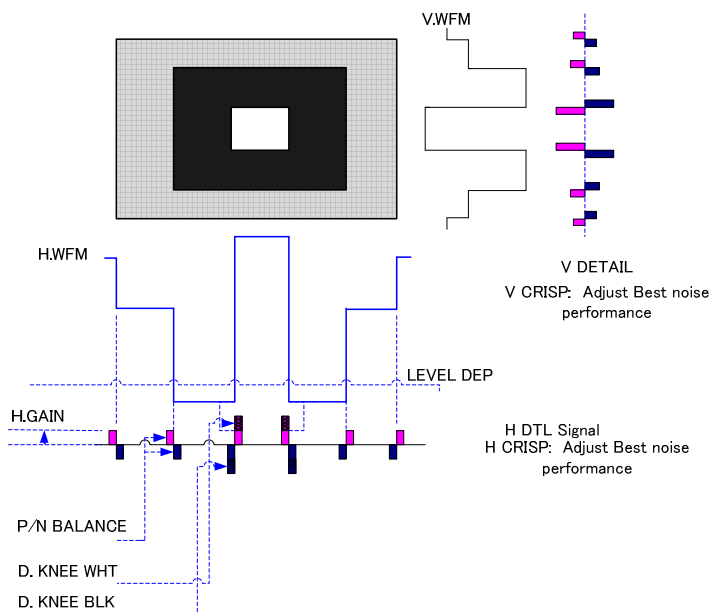 V.WFM
H.WFM
V DETAIL
V CRISP: Adjust Best noise
performance
LEVEL DEP
H.GAIN
H DTL Signal
H CRISP: Adjust Best noise
performance
P/N BALANCE
D. KNEE WHT
D. KNEE BLK